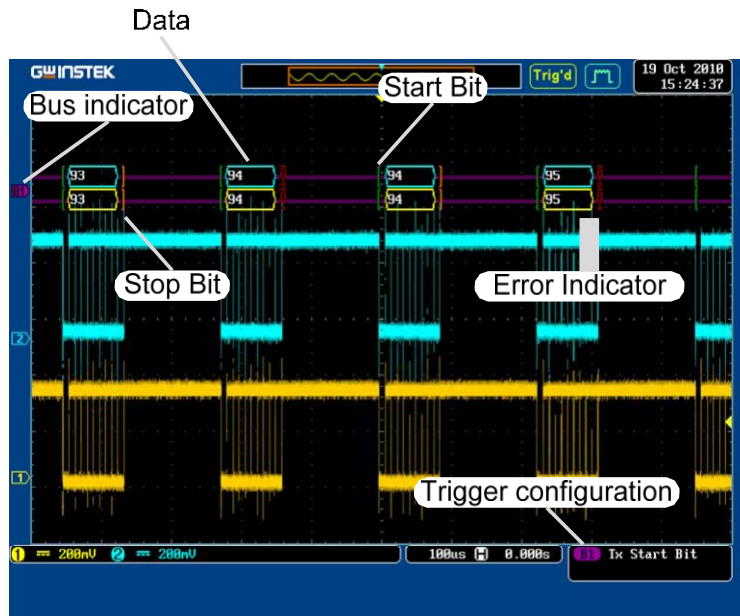 Data
GWINSTEK
Trig'd
19 Oct 2010
15:24:37
Start Bit
Bus indicator
93 94 94 95
B1
93 94 94 95
Stop Bit
Error Indicator
2
1
Trigger configuration
1 200mV 2 200mV 100us H 0.000s B1 Tx Start Bit